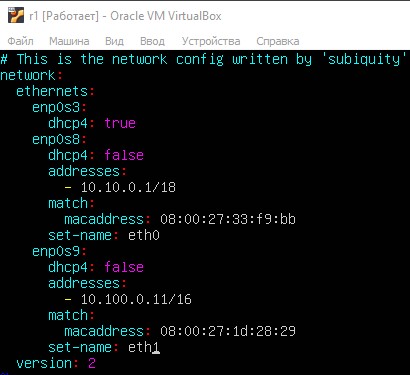 r1 [Работает] - Oracle VM VirtualBox
Файл Машина Вид Ввод Устройства Справка
# This is the network config written by 'subiquity'
network:
  ethernets:
    enp0s3:
      dhcp4: true
    enp0s8:
      dhcp4: false
      addresses:
        - 10.10.0.1/18
      match:
        macaddress: 08:00:27:33:f9:bb
      set-name: eth0
    enp0s9:
      dhcp4: false
      addresses:
        - 10.100.0.11/16
      match:
        macaddress: 08:00:27:1d:28:29
      set-name: eth1
  version: 2